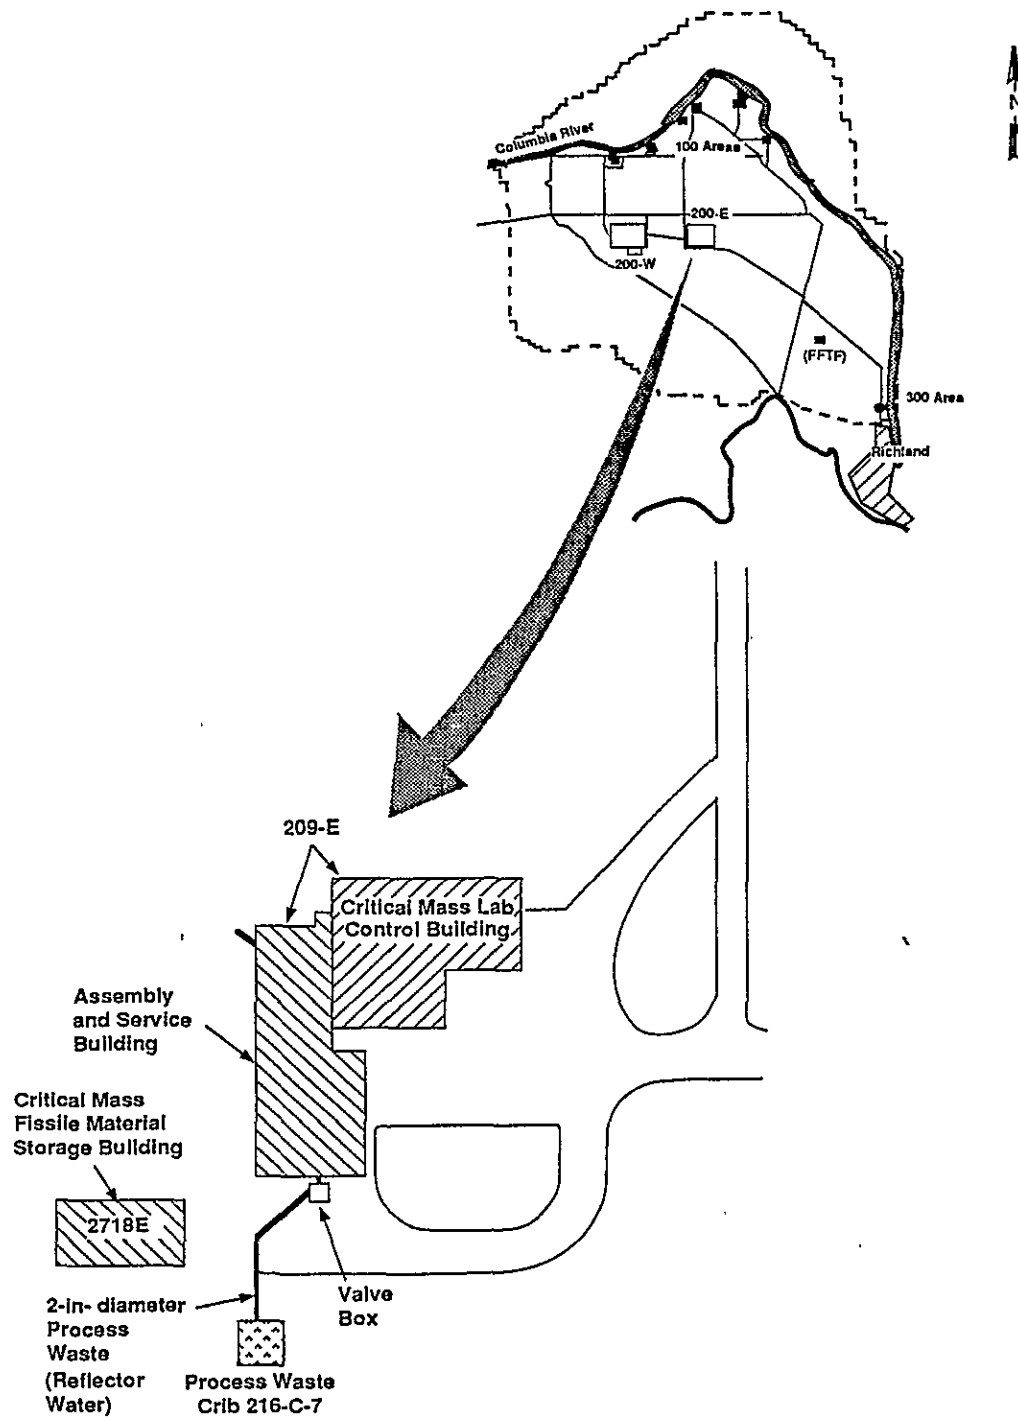 N
Columbia River
100 Areas
200-E
200-W
(FFTF)
300 Area
Richland
209-E
Critical Mass Lab
Control Building
Assembly
and Service
Building
Critical Mass
Fissile Material
Storage Building
2718E
2-in- diameter
Process
Waste
(Reflector
Water)
Valve
Box
Process Waste
Crib 216-C-7